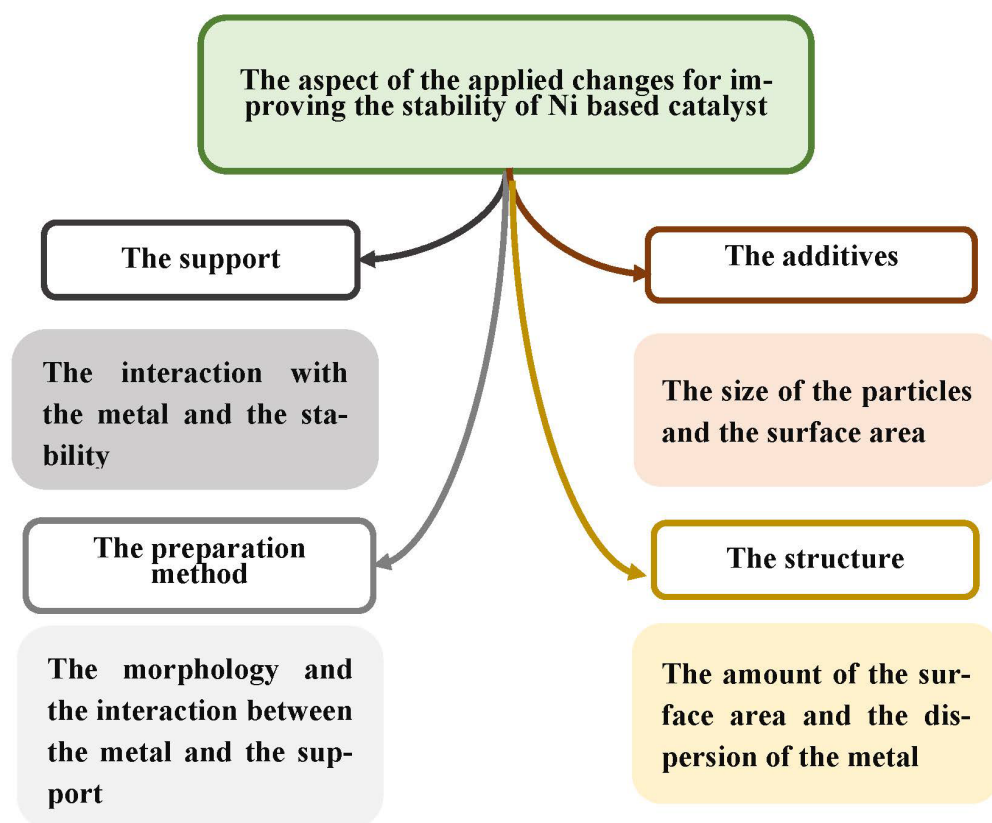 The aspect of the applied changes for im-
proving the stability of Ni based catalyst
The support
The additives
The interaction with
the metal and the sta-
bility
The size of the particles
and the surface area
The preparation
method
The structure
The morphology and
the interaction between
the metal and the sup-
port
The amount of the sur-
face area and the dis-
persion of the metal